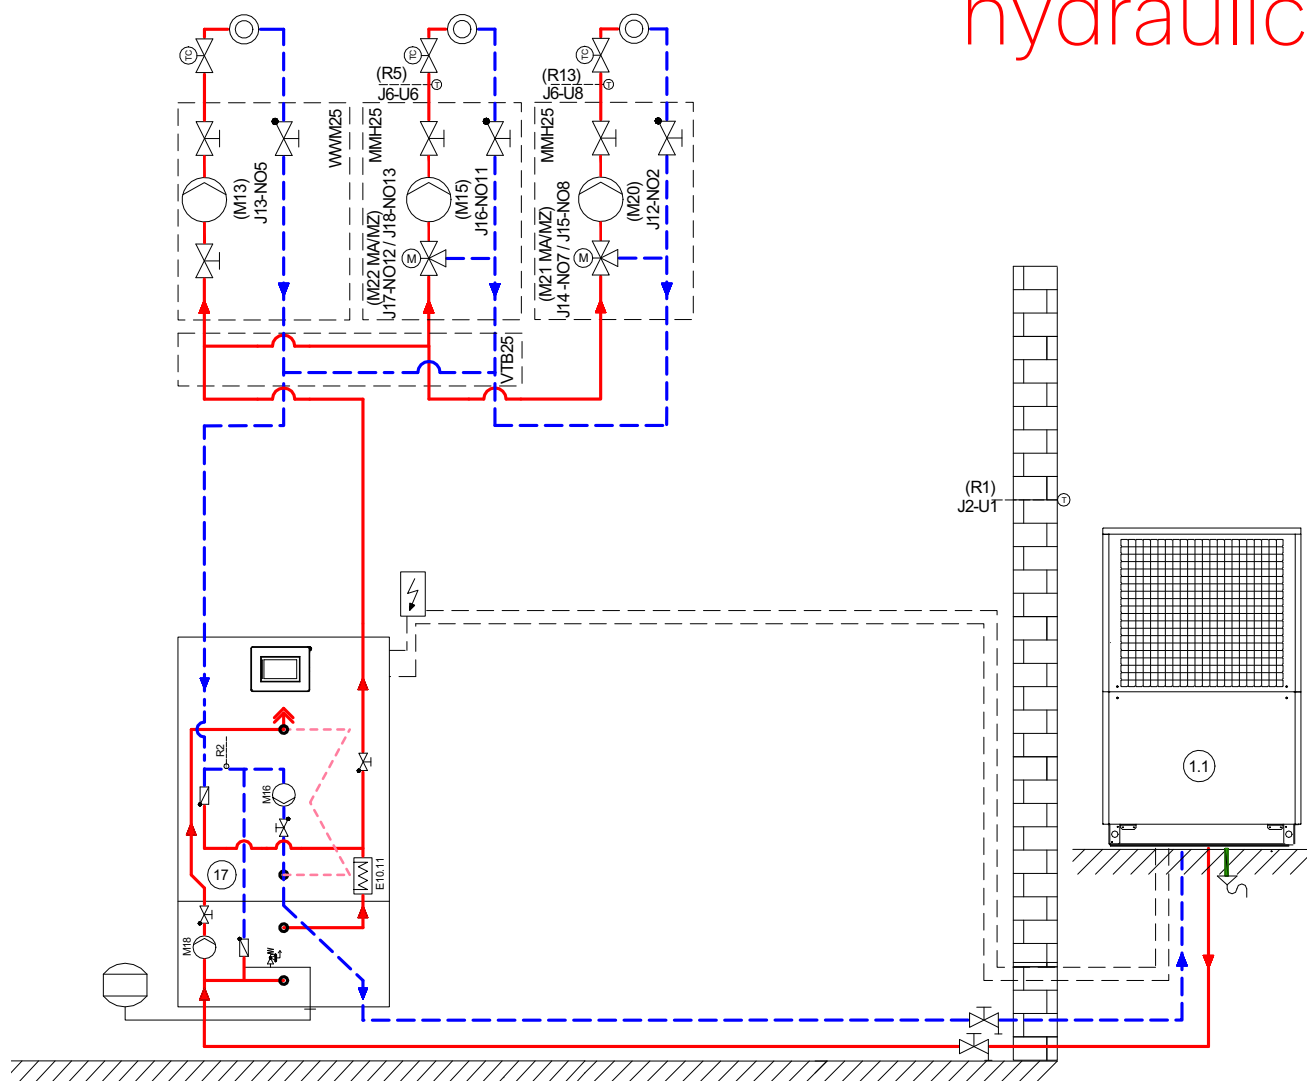 hydraulic
TC
TC
TC
(R5)
J6-U6
T
(R13)
J6-U8
T
WWM25
(M13)
J13-NO5
MMH25
(M15)
J16-NO11
(M22 MA/MZ)
J17-NO12 / J18-NO13
M
MMH25
(M20)
J12-NO2
(M21 MA/MZ)
J14 -NO7 / J15-NO8
M
VTB25
(R1)
J2-U1
T
R2
M16
E10.11
17
M18
1.1